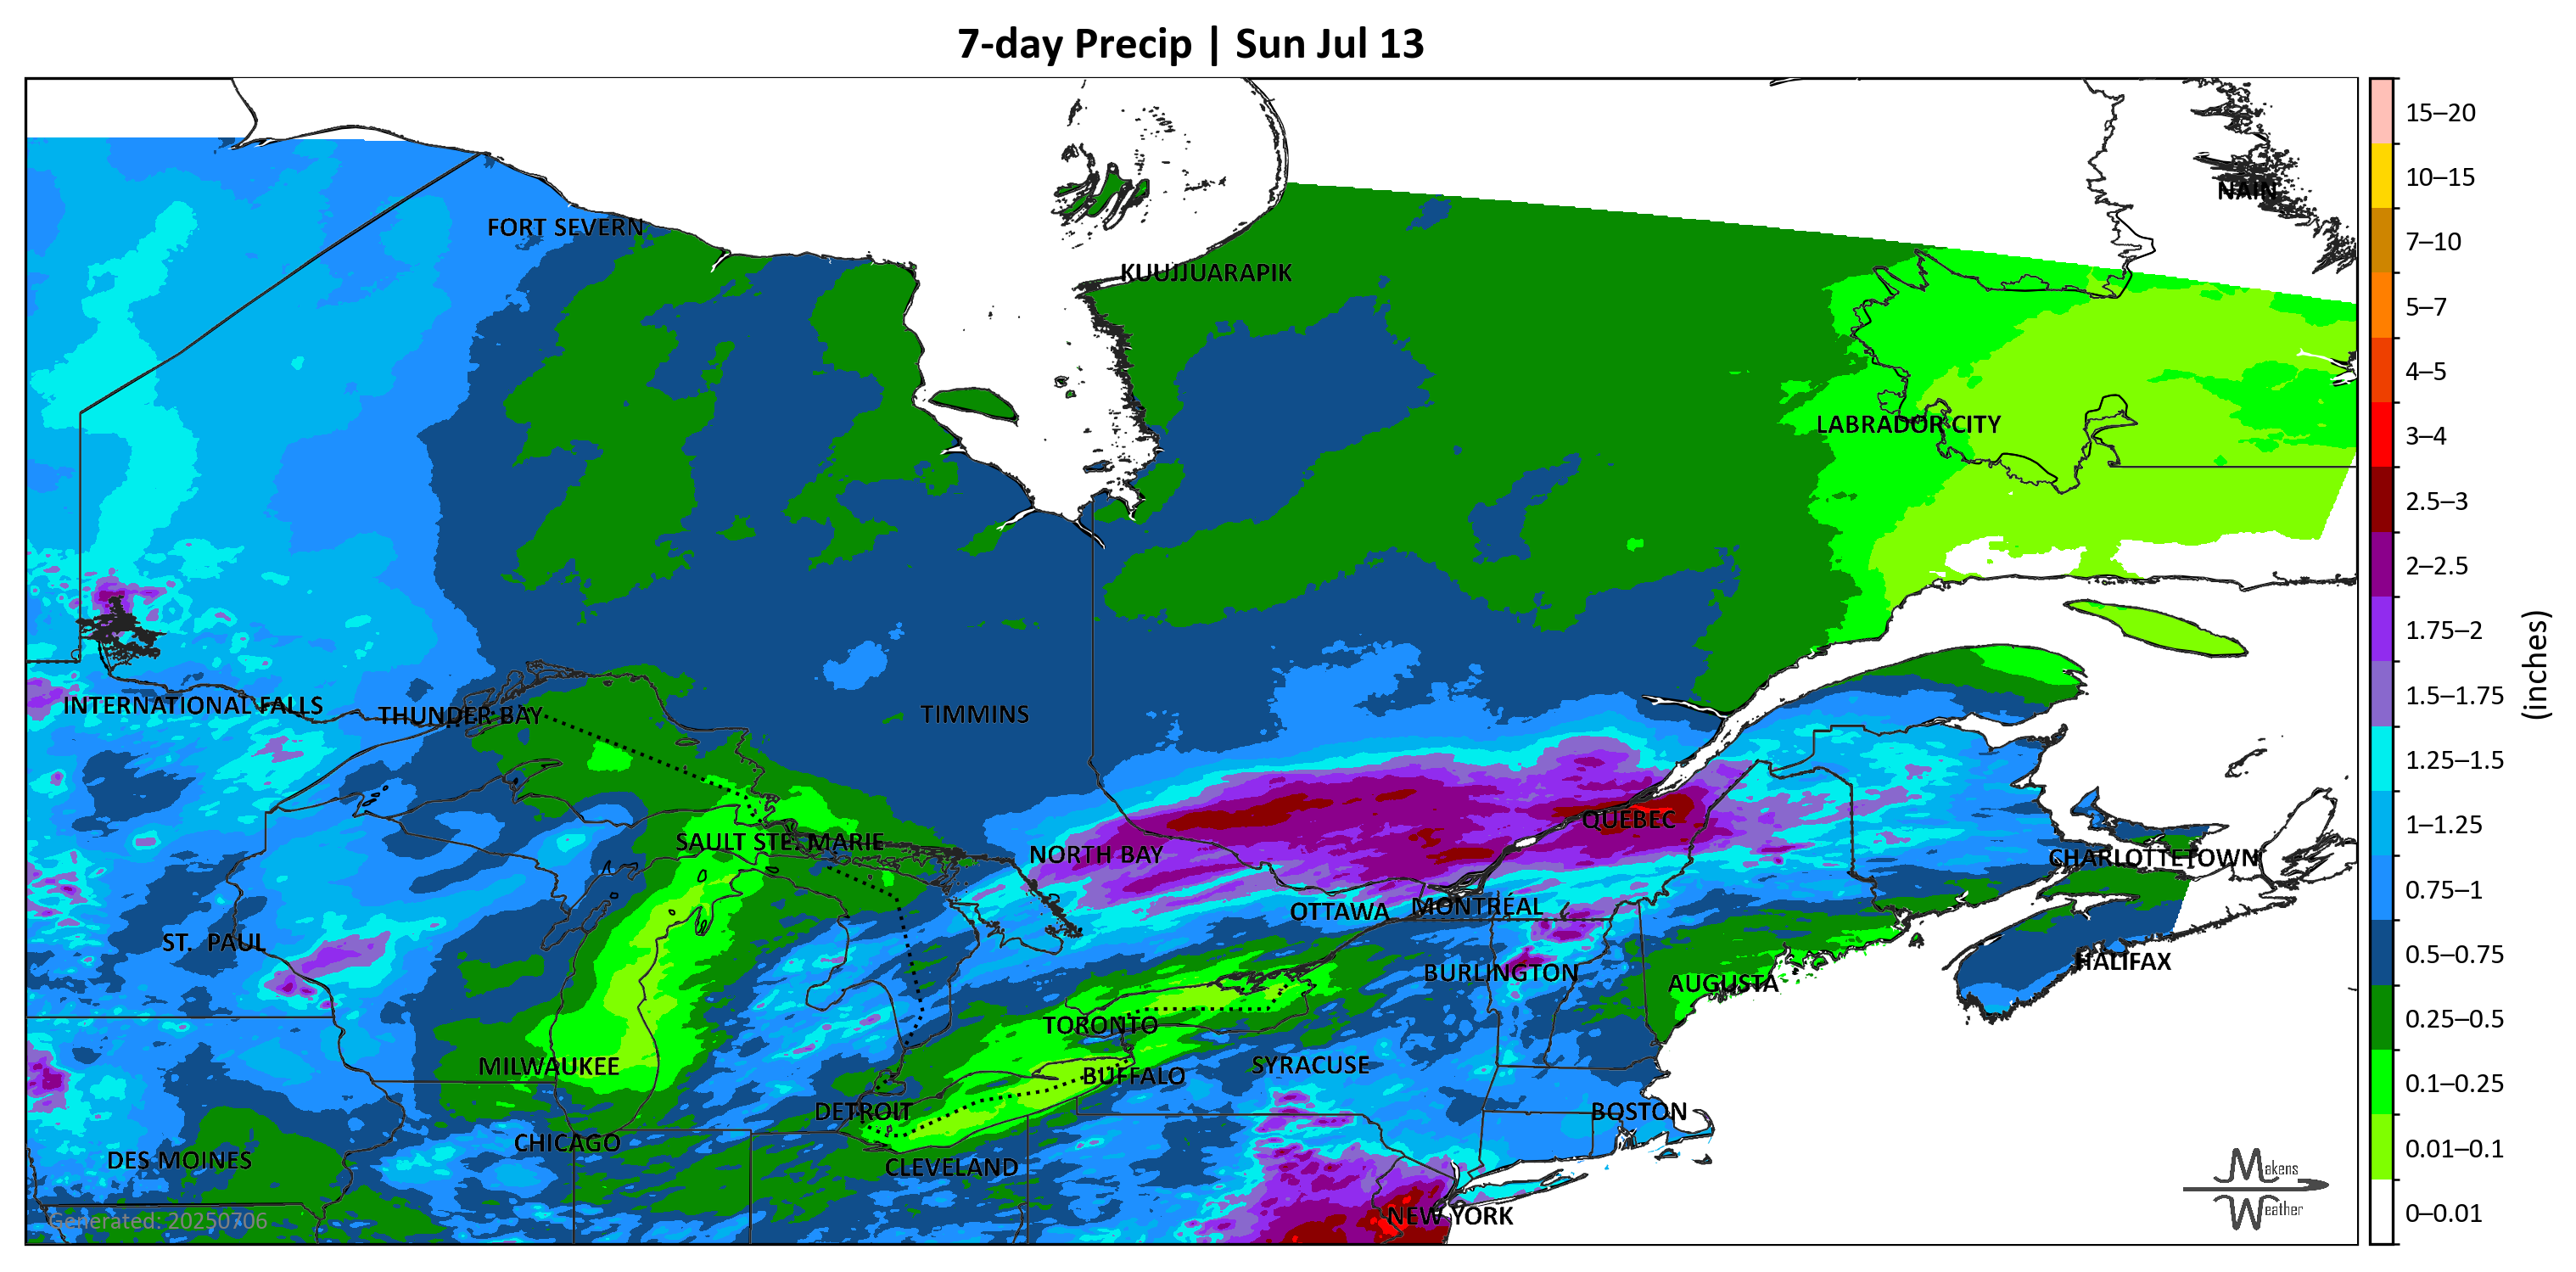 7-day Precip | Sun Jul 13
NAIN
FORT SEVERN
KUUJJUARAPIK
LABRADOR CITY
INTERNATIONAL FALLS
THUNDER BAY
TIMMINS
QUEBEC
SAULT STE. MARIE
NORTH BAY
CHARLOTTETOWN
OTTAWA
MONTRÉAL
ST. PAUL
BURLINGTON
HALIFAX
AUGUSTA
TORONTO
MILWAUKEE
SYRACUSE
BUFFALO
DETROIT
BOSTON
CHICAGO
DES MOINES
CLEVELAND
NEW YORK
Generated: 20250706
Makens
Weather
15–20
10–15
7–10
5–7
4–5
3–4
2.5–3
2–2.5
1.75–2
1.5–1.75
1.25–1.5
1–1.25
0.75–1
0.5–0.75
0.25–0.5
0.1–0.25
0.01–0.1
0–0.01
(inches)